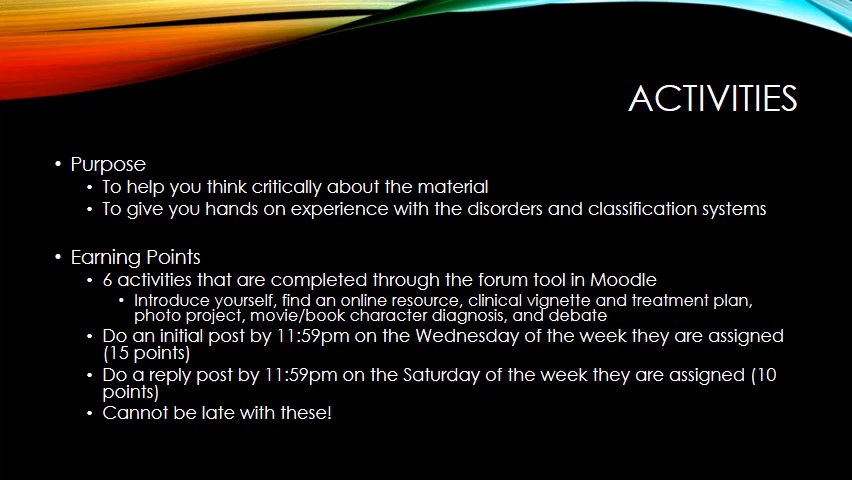 ACTIVITIES
• Purpose
• To help you think critically about the material
• To give you hands on experience with the disorders and classification systems
• Earning Points
• 6 activities that are completed through the forum tool in Moodle
• Introduce yourself, find an online resource, clinical vignette and treatment plan,
photo project, movie/book character diagnosis, and debate
• Do an initial post by 11:59pm on the Wednesday of the week they are assigned
(15 points)
• Do a reply post by 11:59pm on the Saturday of the week they are assigned (10
points)
• Cannot be late with these!